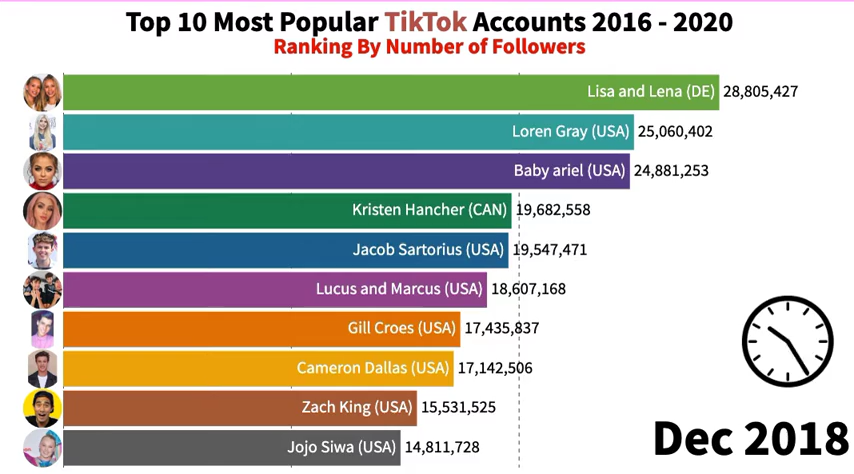 Top 10 Most Popular TikTok Accounts 2016 - 2020
Ranking By Number of Followers
Lisa and Lena (DE) 28,805,427
Loren Gray (USA) 25,060,402
Baby ariel (USA) 24,881,253
Kristen Hancher (CAN) 19,682,558
Jacob Sartorius (USA) 19,547,471
Lucus and Marcus (USA) 18,607,168
Gill Croes (USA) 17,435,837
Cameron Dallas (USA) 17,142,506
Zach King (USA) 15,531,525
Jojo Siwa (USA) 14,811,728
Dec 2018